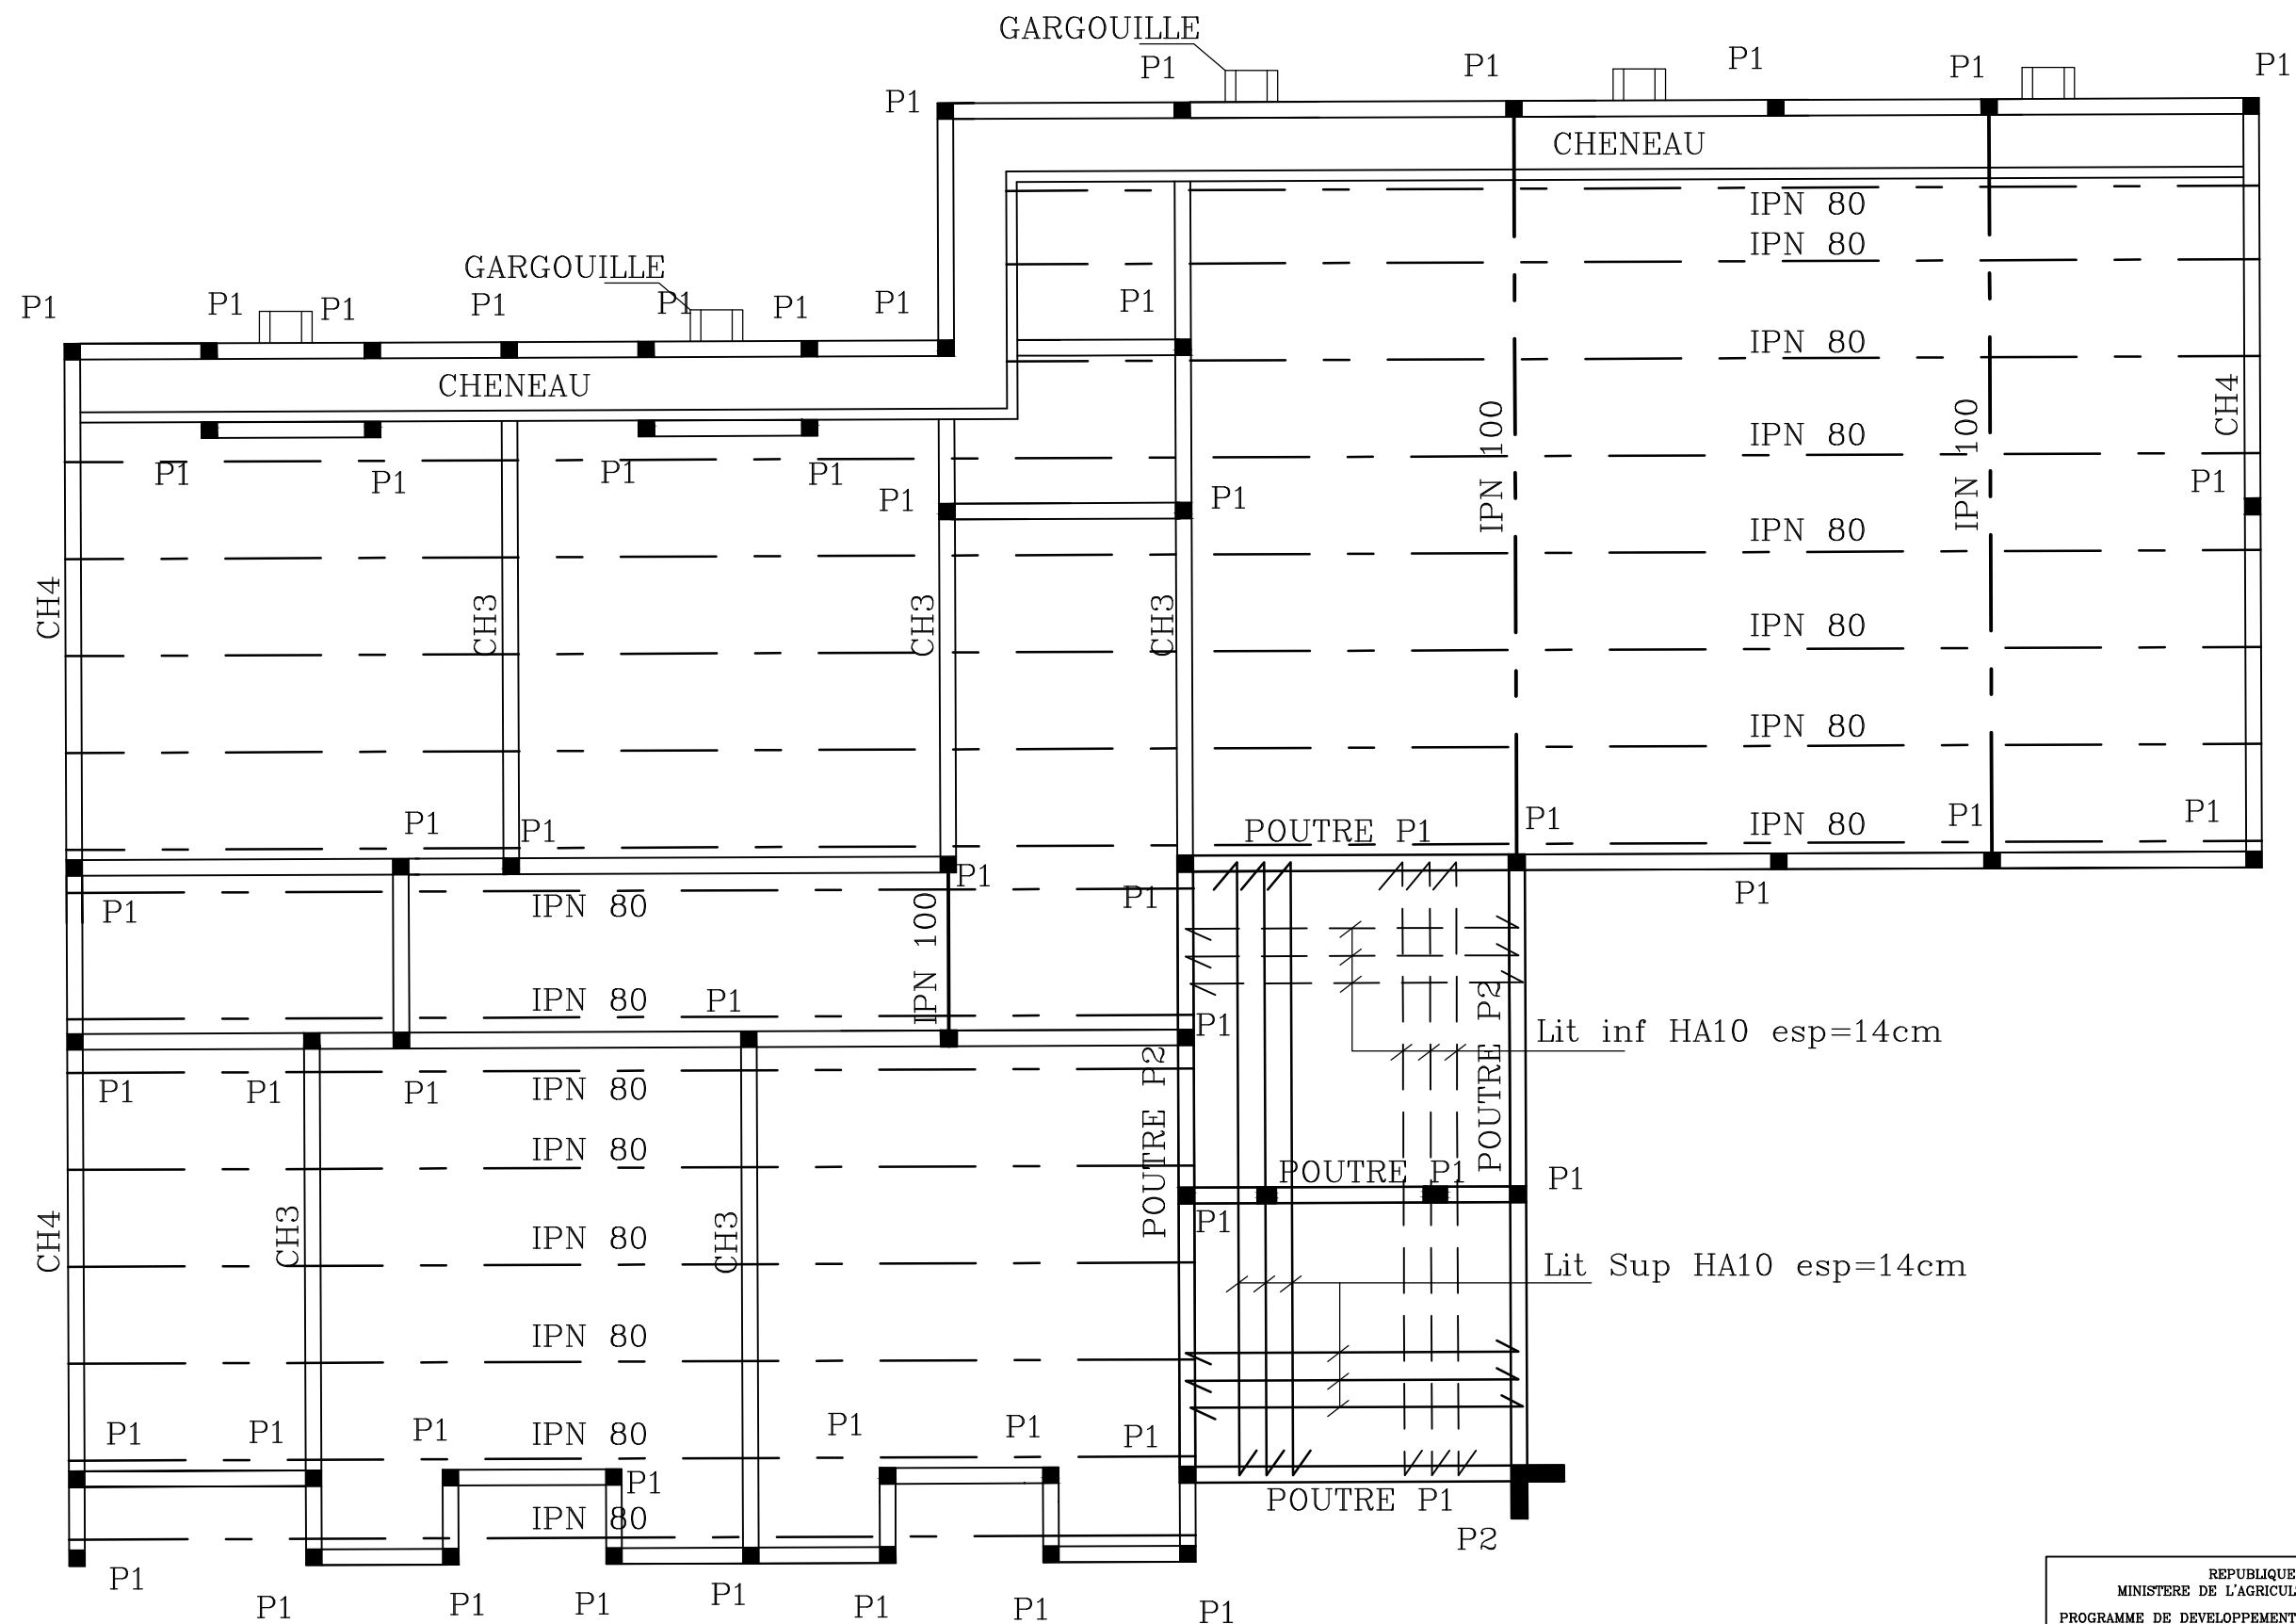 GARGOUILLE
P1 P1 P1 P1 P1
P1
CHENEAU
IPN 80
IPN 80
GARGOUILLE
P1 P1 P1 P1 P1 P1 P1 P1
IPN 80
CHENEAU
IPN 100
IPN 100
CH4
IPN 80
P1 P1 P1 P1 P1 P1 P1
IPN 80
CH4
CH3
CH3
CH3
IPN 80
IPN 80
P1 P1 POUTRE P1 P1 IPN 80 P1 P1
P1 P1 P1
P1 IPN 80
IPN 100
IPN 80 P1
P1
POUTRE P2
Lit inf HA10 esp=14cm
P1 P1 P1 IPN 80
POUTRE P2
IPN 80
POUTRE P1 P1
P1
CH4
CH3
CH3
IPN 80
Lit Sup HA10 esp=14cm
IPN 80
P1 P1 P1 IPN 80 P1 P1 P1
P1
POUTRE P1
IPN 80
P2
P1
P1 P1 P1 P1 P1 P1 P1
REPUBLIQUE
MINISTERE DE L'AGRICUL
PROGRAMME DE DEVELOPPEMENT